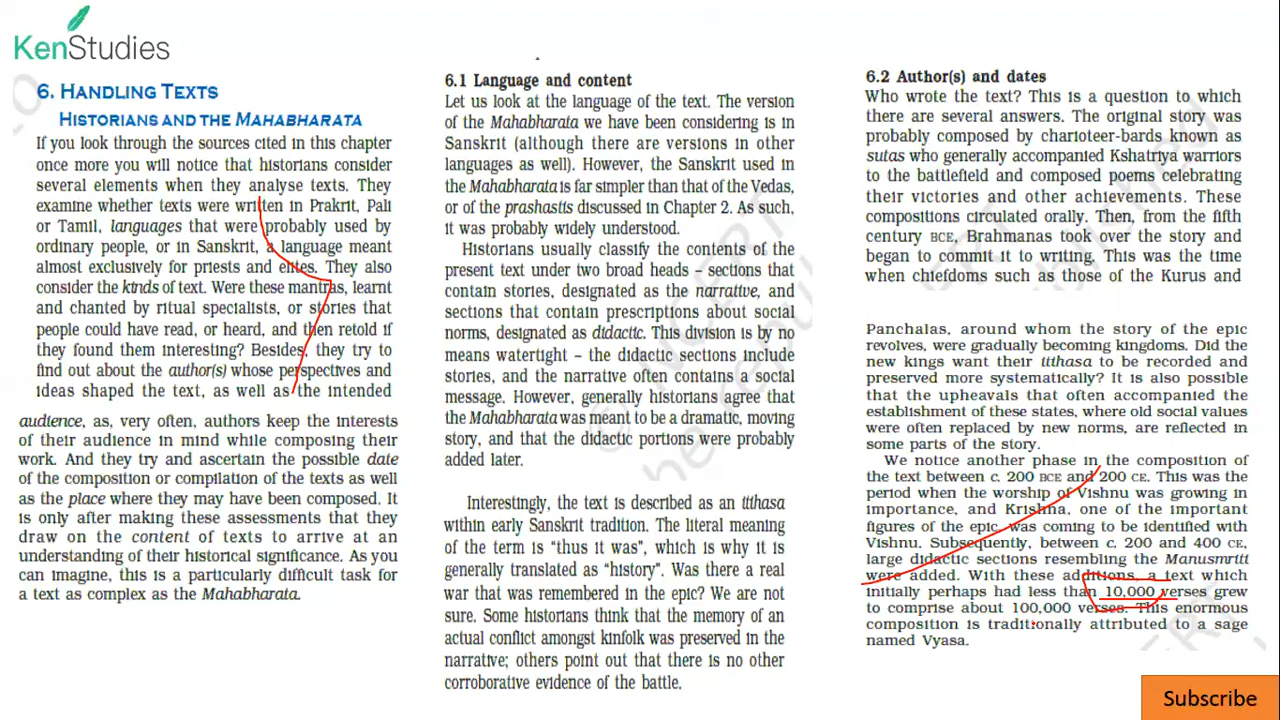 KenStudies
6. HANDLING TEXTS
HISTORIANS AND THE MAHABHARATA
If you look through the sources cited in this chapter
once more you will notice that historians consider
several elements when they analyse texts. They
examine whether texts were written in Prakrit, Pali
or Tamil, languages that were probably used by
ordinary people, or in Sanskrit, a language meant
almost exclusively for priests and elites. They also
consider the kinds of text. Were these mantras, learnt
and chanted by ritual specialists, or stories that
people could have read, or heard, and then retold if
they found them interesting? Besides, they try to
find out about the author(s) whose perspectives and
ideas shaped the text, as well as the intended
audience, as, very often, authors keep the interests
of their audience in mind while composing their
work. And they try and ascertain the possible date
of the composition or compilation of the texts as well
as the place where they may have been composed. It
is only after making these assessments that they
draw on the content of texts to arrive at an
understanding of their historical significance. As you
can imagine, this is a particularly difficult task for
a text as complex as the Mahabharata.
6.1 Language and content
Let us look at the language of the text. The version
of the Mahabharata we have been considering is in
Sanskrit (although there are versions in other
languages as well). However, the Sanskrit used in
the Mahabharata is far simpler than that of the Vedas,
or of the prashastis discussed in Chapter 2. As such,
it was probably widely understood.
Historians usually classify the contents of the
present text under two broad heads – sections that
contain stories, designated as the narrative, and
sections that contain prescriptions about social
norms, designated as didactic. This division is by no
means watertight – the didactic sections include
stories, and the narrative often contains a social
message. However, generally historians agree that
the Mahabharata was meant to be a dramatic, moving
story, and that the didactic portions were probably
added later.
Interestingly, the text is described as an itihasa
within early Sanskrit tradition. The literal meaning
of the term is “thus it was”, which is why it is
generally translated as “history”. Was there a real
war that was remembered in the epic? We are not
sure. Some historians think that the memory of an
actual conflict amongst kinfolk was preserved in the
narrative; others point out that there is no other
corroborative evidence of the battle.
6.2 Author(s) and dates
Who wrote the text? This is a question to which
there are several answers. The original story was
probably composed by charioteer-bards known as
sutas who generally accompanied Kshatriya warriors
to the battlefield and composed poems celebrating
their victories and other achievements. These
compositions circulated orally. Then, from the fifth
century BCE, Brahmanas took over the story and
began to commit it to writing. This was the time
when chiefdoms such as those of the Kurus and
Panchalas, around whom the story of the epic
revolves, were gradually becoming kingdoms. Did the
new kings want their itihasa to be recorded and
preserved more systematically? It is also possible
that the upheavals that often accompanied the
establishment of these states, where old social values
were often replaced by new norms, are reflected in
some parts of the story.
We notice another phase in the composition of
the text between c. 200 BCE and 200 CE. This was the
period when the worship of Vishnu was growing in
importance, and Krishna, one of the important
figures of the epic, was coming to be identified with
Vishnu. Subsequently, between c. 200 and 400 CE,
large didactic sections resembling the Manusmriti
were added. With these additions, a text which
initially perhaps had less than 10,000 verses grew
to comprise about 100,000 verses. This enormous
composition is traditionally attributed to a sage
named Vyasa.
Subscribe